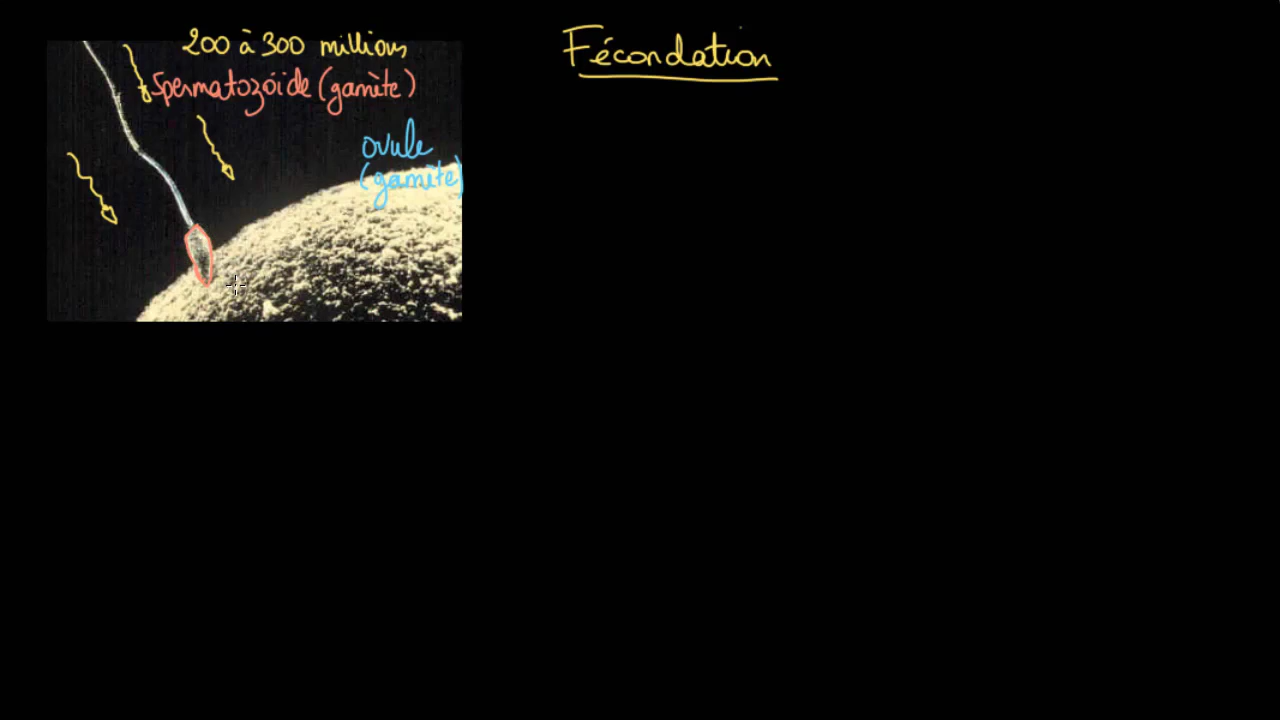 200 à 300 millions
Spermatozoïde (gamète)
ovule
(gamète)
Fécondation